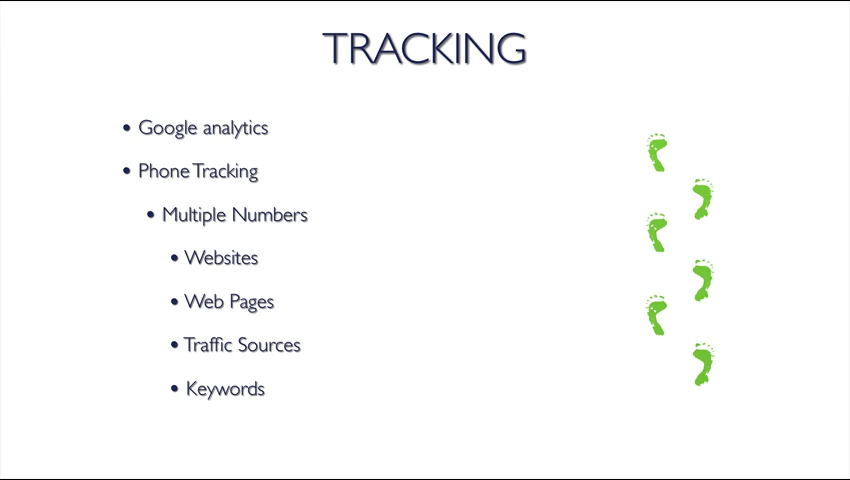 TRACKING
• Google analytics
• Phone Tracking
• Multiple Numbers
• Websites
• Web Pages
• Traffic Sources
• Keywords